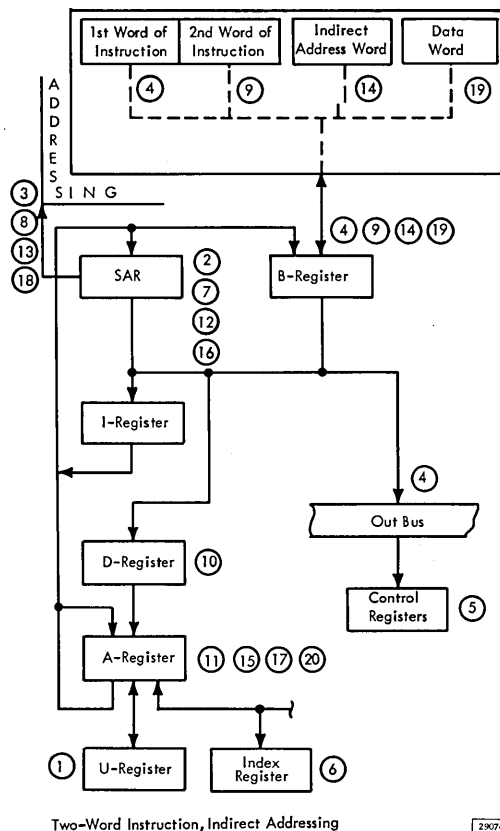 1st Word of Instruction
2nd Word of Instruction
Indirect Address Word
Data Word
4
9
14
19
ADDRESSING
3
8
13
18
4 9 14 19
SAR
B-Register
2
7
12
16
I-Register
4
Out Bus
D-Register
10
Control Registers
5
A-Register
11 15 17 20
1
U-Register
Index Register
6
Two-Word Instruction, Indirect Addressing